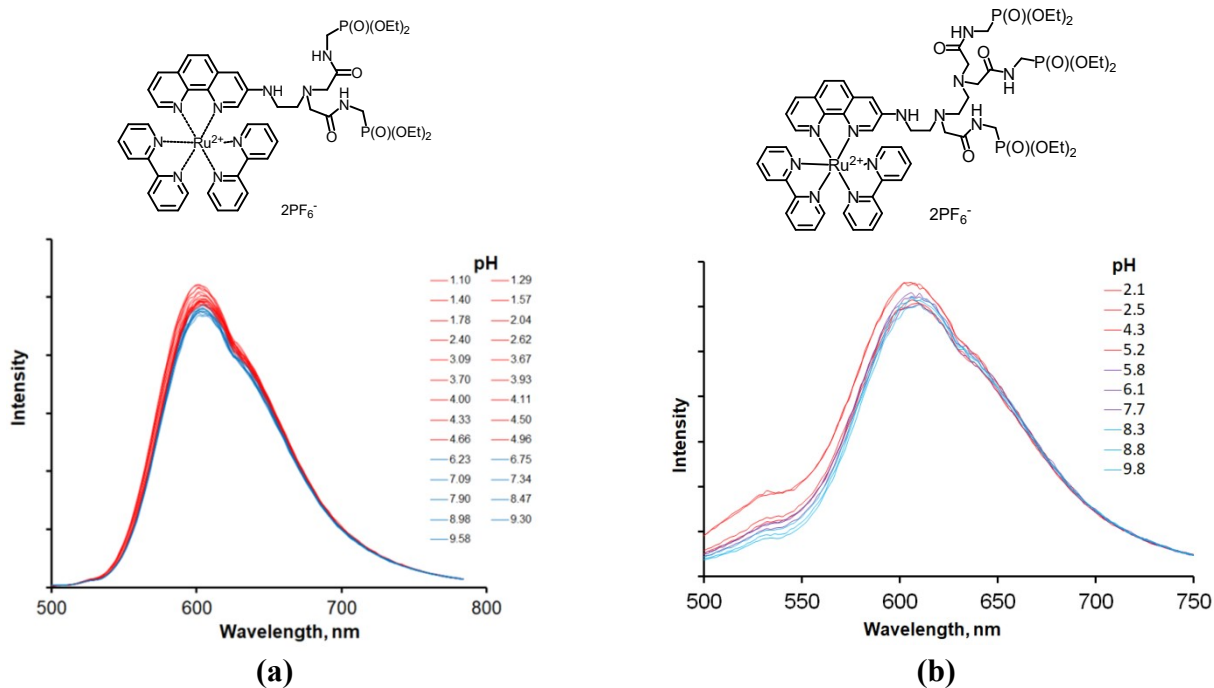 P(O)(OEt)2
HN
O
NH
N
H
N
O
P(O)(OEt)2
N
N
N
Ru2+
N
N
N
2PF6-
P(O)(OEt)2
HN
O
P(O)(OEt)2
O
N
H
N
NH
N
H
N
O
P(O)(OEt)2
N
N
N
Ru2+
N
N
N
2PF6-
pH
1.10 1.29
1.40 1.57
1.78 2.04
2.40 2.62
3.09 3.67
3.70 3.93
4.00 4.11
4.33 4.50
4.66 4.96
6.23 6.75
7.09 7.34
7.90 8.47
8.98 9.30
9.58
Intensity
500 600 700 800
Wavelength, nm
(a)
pH
2.1
2.5
4.3
5.2
5.8
6.1
7.7
8.3
8.8
9.8
Intensity
500 550 600 650 700 750
Wavelength, nm
(b)